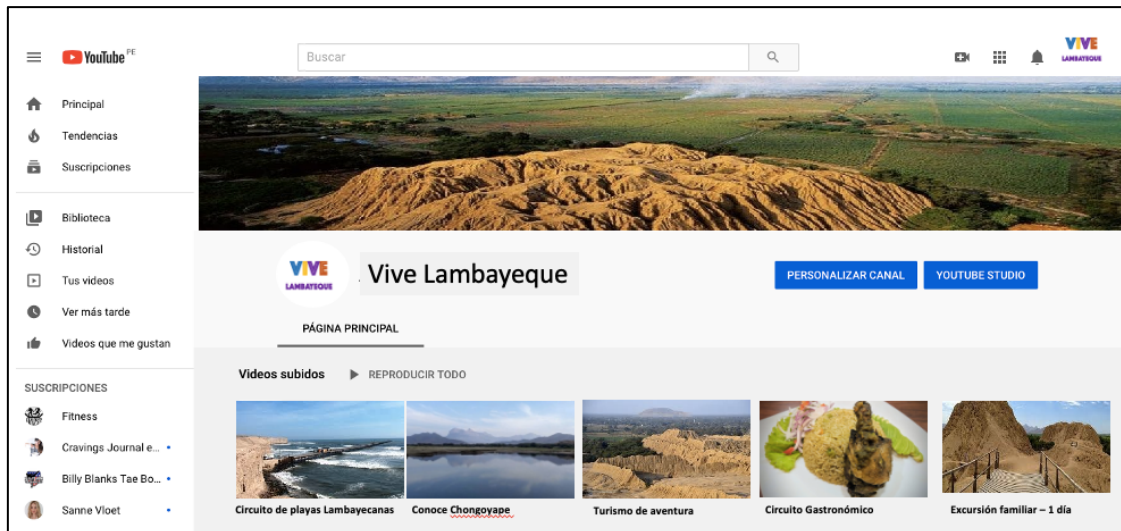 YouTube PE
Buscar
VIVE
LAMBAYEQUE
Principal
Tendencias
Suscripciones
Biblioteca
Historial
Tus videos
Ver más tarde
Videos que me gustan
SUSCRIPCIONES
Fitness
Cravings Journal e...
Billy Blanks Tae Bo...
Sanne Vloet
VIVE
LAMBAYEQUE
Vive Lambayeque
PERSONALIZAR CANAL
YOUTUBE STUDIO
PÁGINA PRINCIPAL
Videos subidos
REPRODUCIR TODO
Circuito de playas Lambayecanas
Conoce Chongoyape
Turismo de aventura
Circuito Gastronómico
Excursión familiar – 1 día